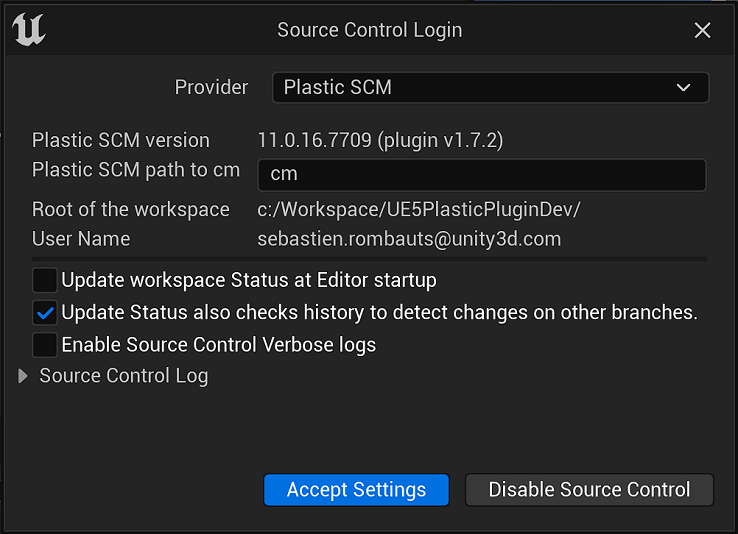 Source Control Login
Provider Plastic SCM
Plastic SCM version 11.0.16.7709 (plugin v1.7.2)
Plastic SCM path to cm cm
Root of the workspace c:/Workspace/UE5PlasticPluginDev/
User Name sebastien.rombauts@unity3d.com
Update workspace Status at Editor startup
Update Status also checks history to detect changes on other branches.
Enable Source Control Verbose logs
Source Control Log
Accept Settings Disable Source Control